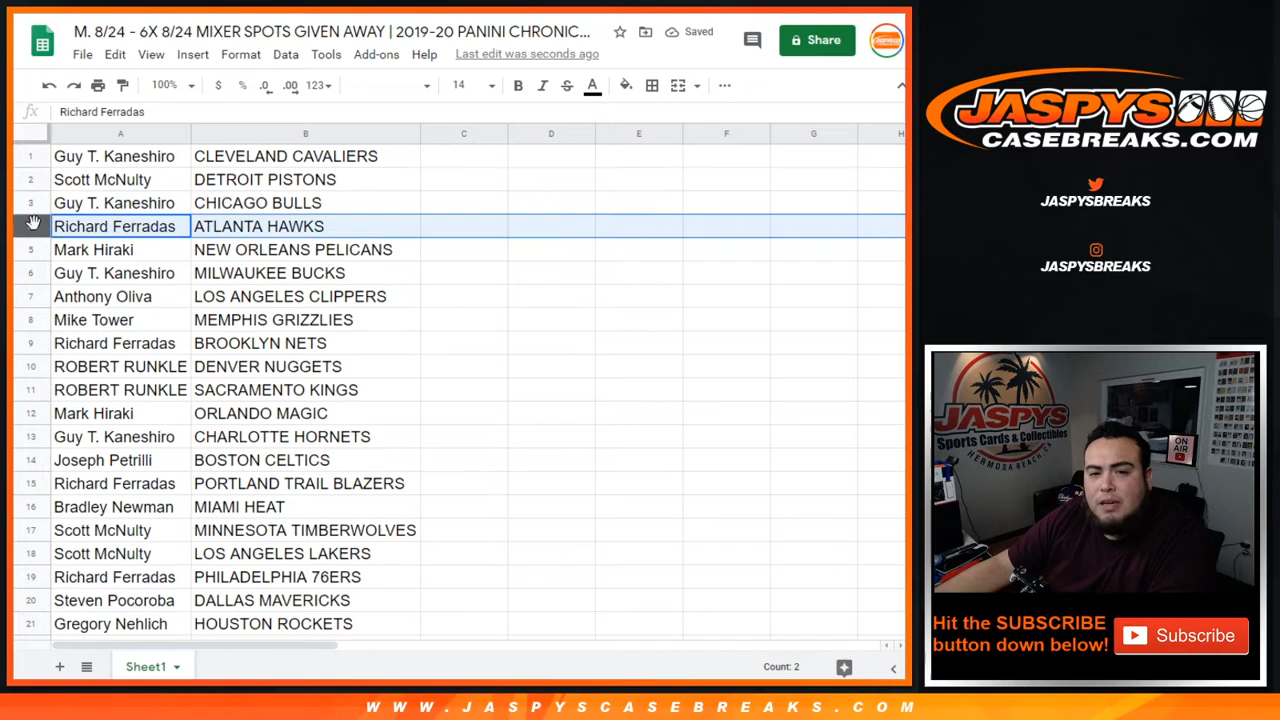 M. 8/24 - 6X 8/24 MIXER SPOTS GIVEN AWAY | 2019-20 PANINI CHRONIC...
Saved
Share
File Edit View Insert Format Data Tools Add-ons Help Last edit was seconds ago
100% $ % .0 .00 123 14 B I S A
fx Richard Ferradas
A B C D E F G H
1 Guy T. Kaneshiro CLEVELAND CAVALIERS
2 Scott McNulty DETROIT PISTONS
3 Guy T. Kaneshiro CHICAGO BULLS
Richard Ferradas ATLANTA HAWKS
5 Mark Hiraki NEW ORLEANS PELICANS
6 Guy T. Kaneshiro MILWAUKEE BUCKS
7 Anthony Oliva LOS ANGELES CLIPPERS
8 Mike Tower MEMPHIS GRIZZLIES
9 Richard Ferradas BROOKLYN NETS
10 ROBERT RUNKLE DENVER NUGGETS
11 ROBERT RUNKLE SACRAMENTO KINGS
12 Mark Hiraki ORLANDO MAGIC
13 Guy T. Kaneshiro CHARLOTTE HORNETS
14 Joseph Petrilli BOSTON CELTICS
15 Richard Ferradas PORTLAND TRAIL BLAZERS
16 Bradley Newman MIAMI HEAT
17 Scott McNulty MINNESOTA TIMBERWOLVES
18 Scott McNulty LOS ANGELES LAKERS
19 Richard Ferradas PHILADELPHIA 76ERS
20 Steven Pocoroba DALLAS MAVERICKS
21 Gregory Nehlich HOUSTON ROCKETS
Sheet1
Count: 2
JASPYS
CASEBREAKS.COM
JASPYSBREAKS
JASPYSBREAKS
JASPYS
Sports Cards & Collectibles
HERMOSA BEACH, CA
ON
AIR
Hit the SUBSCRIBE
button down below!
Subscribe
WWW.JASPYSCASEBREAKS.COM